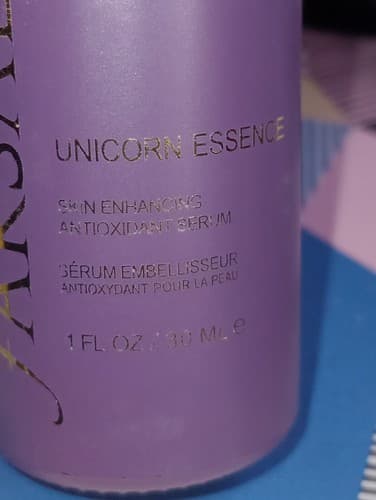 UNICORN ESSENCE
SKIN ENHANCING
ANTIOXIDANT SERUM
SÉRUM EMBELLISSEUR
ANTIOXYDANT POUR LA PEAU
1 FL OZ / 30 ML ℮